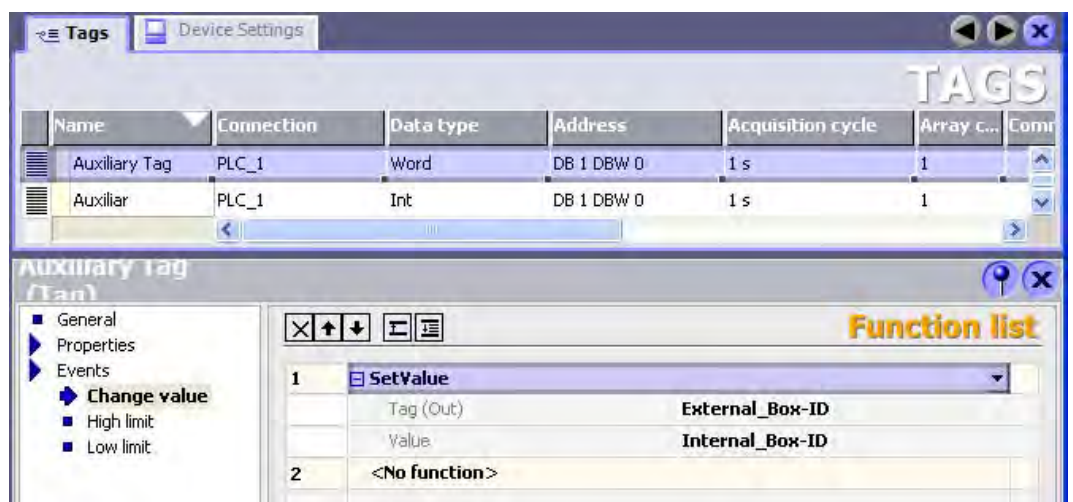 Tags Device Settings
TAGS
Name Connection Data type Address Acquisition cycle Array c... Comr
Auxiliary Tag PLC_1 Word DB 1 DBW 0 1 s 1
Auxiliar PLC_1 Int DB 1 DBW 0 1 s 1
Auxiliary Tag
(Tag)
General
Function list
Properties
Events
1 SetValue
Change value
Tag (Out) External_Box-ID
High limit
Value Internal_Box-ID
Low limit
2 <No function>